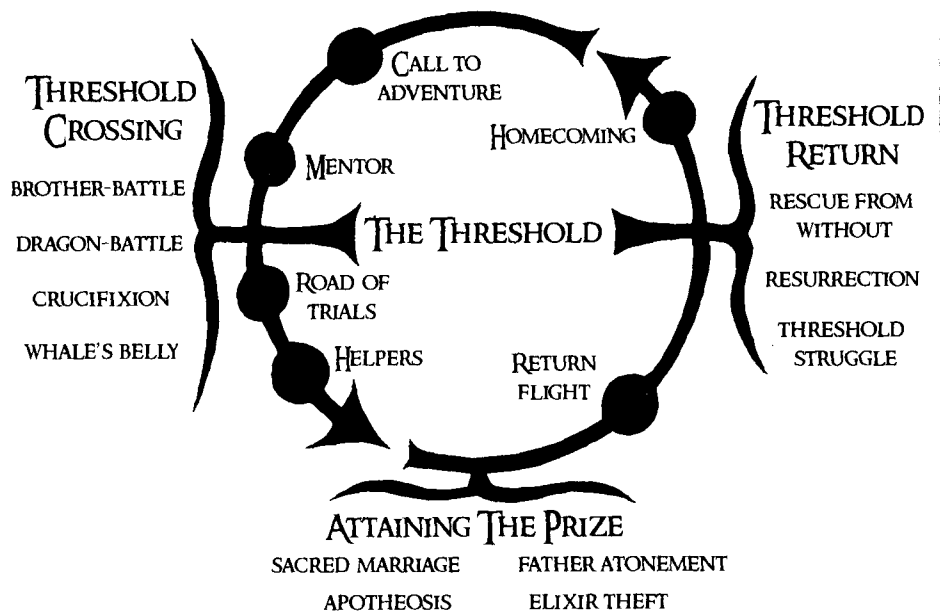 THRESHOLD
CROSSING
BROTHER-BATTLE
DRAGON-BATTLE
CRUCIFIXION
WHALE'S BELLY
CALL TO
ADVENTURE
MENTOR
THE THRESHOLD
ROAD OF
TRIALS
HELPERS
HOMECOMING
RETURN
FLIGHT
THRESHOLD
RETURN
RESCUE FROM
WITHOUT
RESURRECTION
THRESHOLD
STRUGGLE
ATTAINING THE PRIZE
SACRED MARRIAGE FATHER ATONEMENT
APOTHEOSIS ELIXIR THEFT